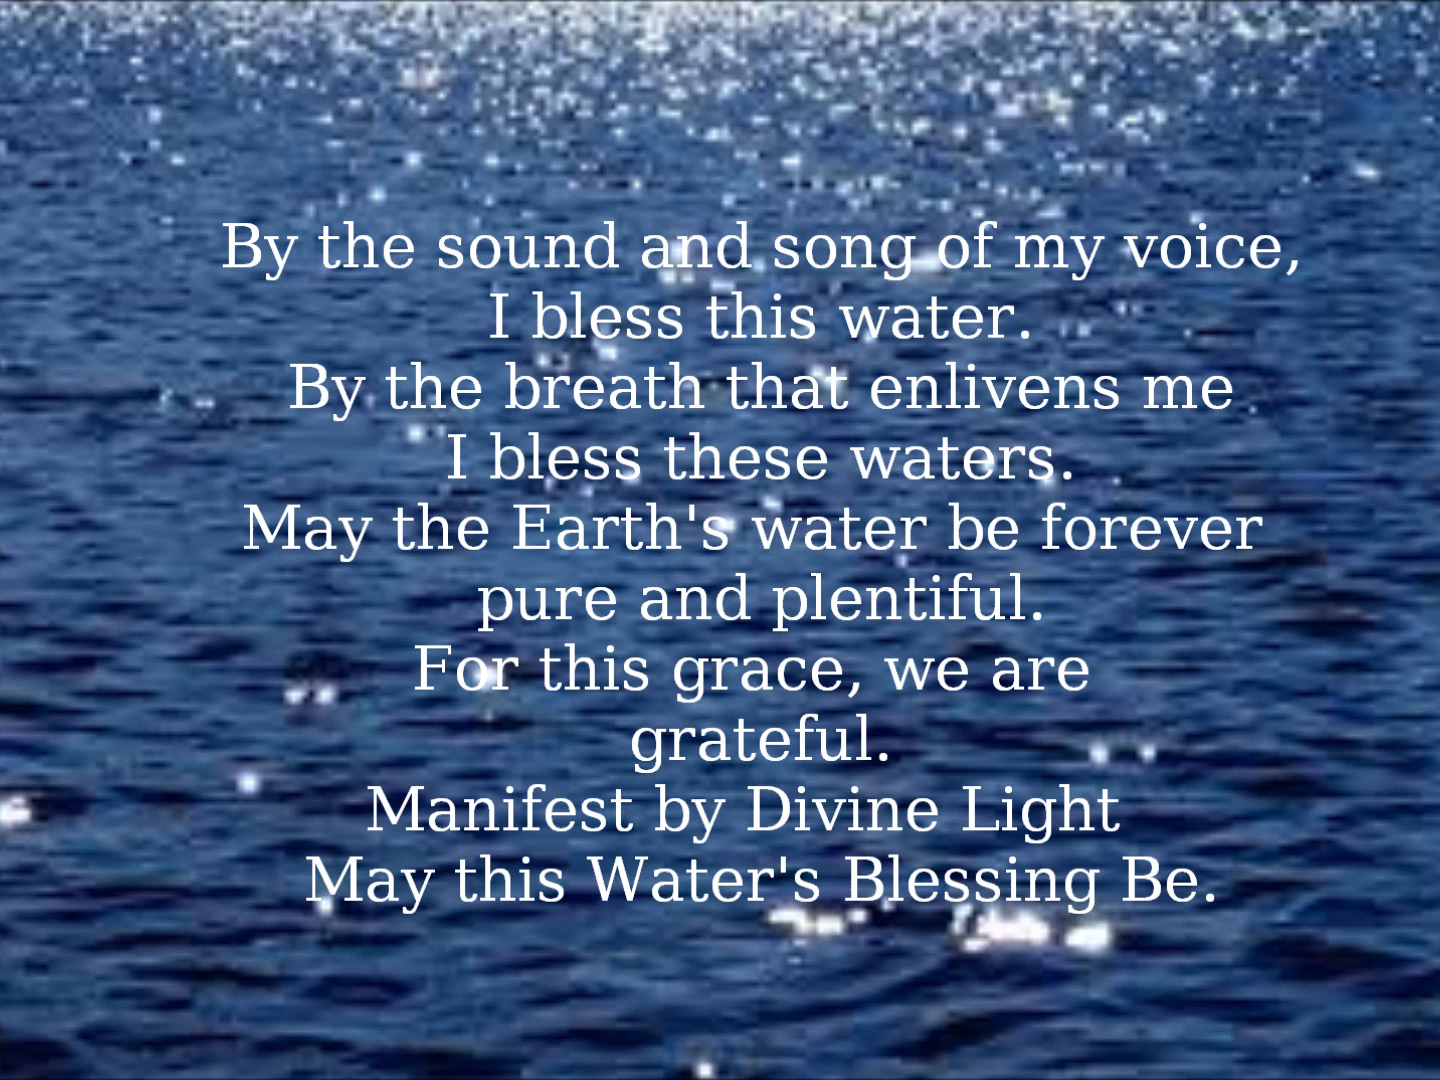 By the sound and song of my voice,
I bless this water.
By the breath that enlivens me
I bless these waters.
May the Earth's water be forever
pure and plentiful.
For this grace, we are
grateful.
Manifest by Divine Light
May this Water's Blessing Be.